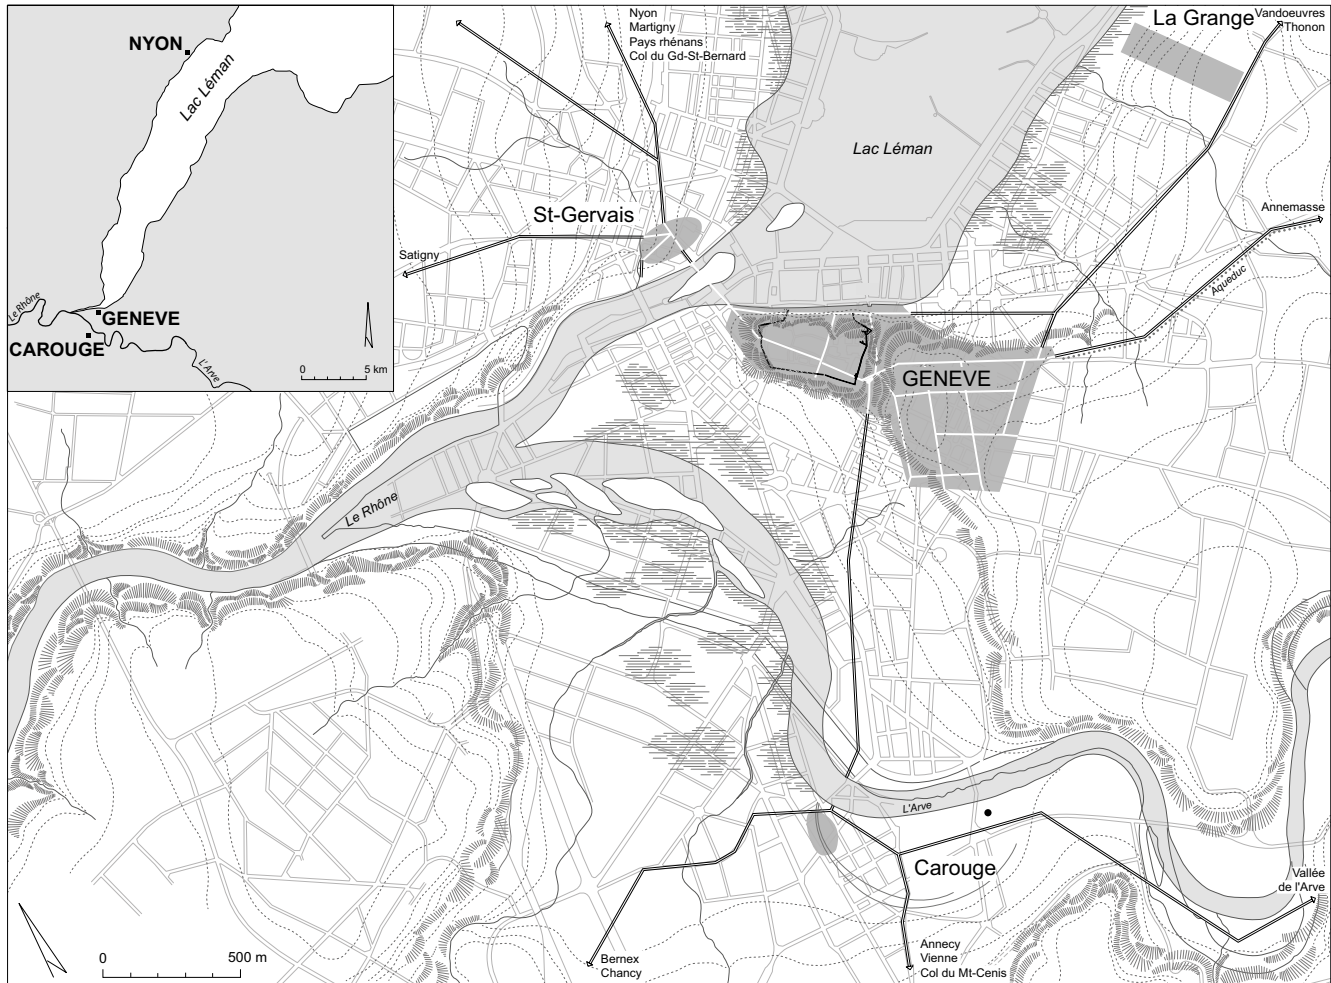 NYON
Lac Léman
Le Rhône
GENEVE
CAROUGE
L'Arve
0 5 km
Nyon
Martigny
Pays rhénans
Col du Gd-St-Bernard
La Grange
Vandoeuvres
Thonon
Lac Léman
St-Gervais
Satigny
Annemasse
Aqueduc
GENEVE
Le Rhône
L'Arve
Carouge
Vallée
de l'Arve
Bernex
Chancy
Annecy
Vienne
Col du Mt-Cenis
0 500 m